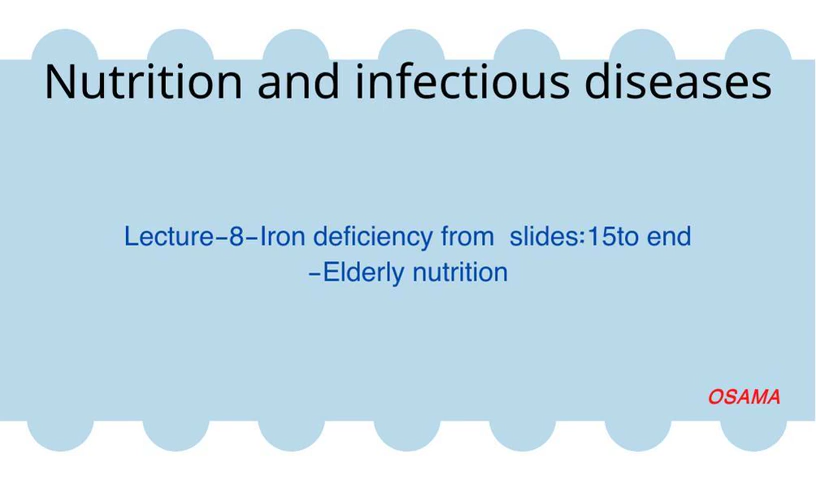 Nutrition and infectious diseases
Lecture-8-Iron deficiency from  slides:15to end
-Elderly nutrition
OSAMA